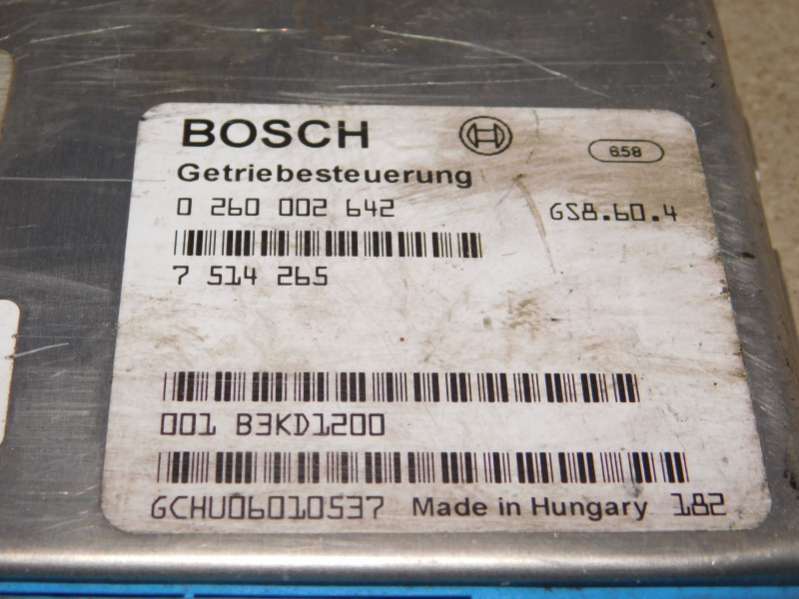 BOSCH
658
Getriebesteuerung
0 260 002 642
GS8.60.4
7 514 265
001 B3KD1200
GCHU06010537 Made in Hungary 182